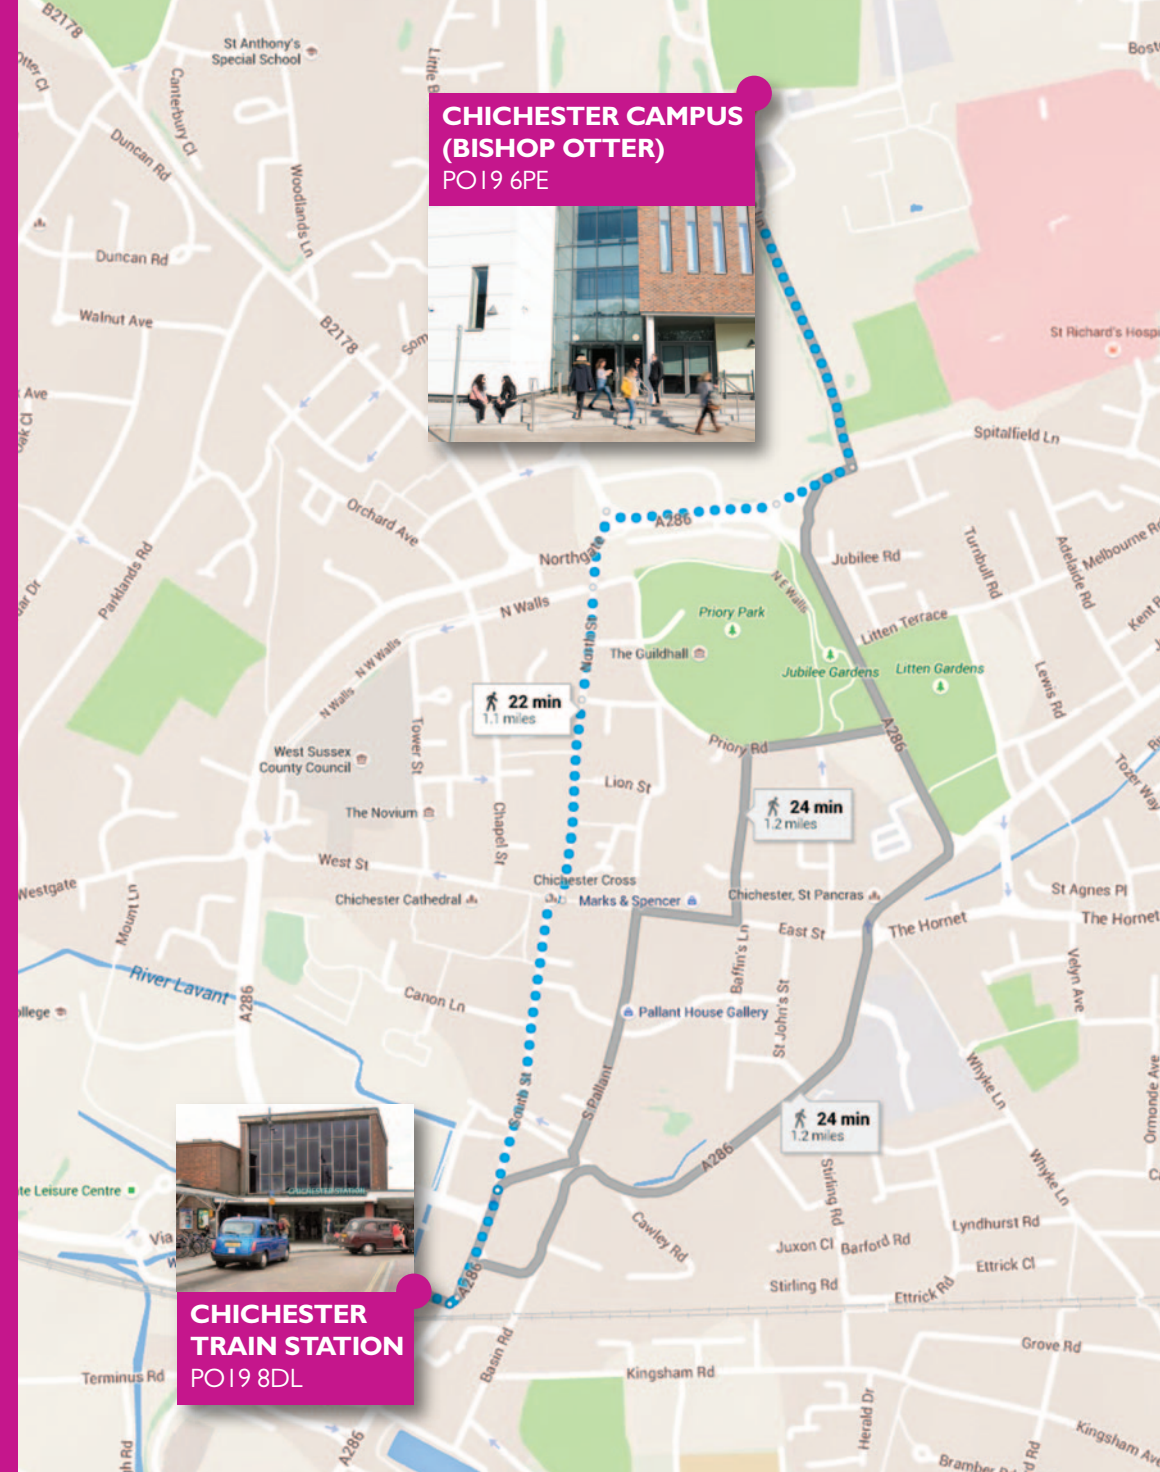 B2178
St Anthony's
Special School
Canterbury Cl
Duncan Rd
Woodlands Ln
CHICHESTER CAMPUS
(BISHOP OTTER)
PO19 6PE
Duncan Rd
Walnut Ave
B2178
Ave
St Richard's Hosp
Spitalfield Ln
Orchard Ave
Parklands Rd
A286
Northgate
Jubilee Rd
Turnbull Rd
Adelaide Rd
Melbourne
N Walls
N E Walls
Priory Park
Litten Terrace
Kent
North St
The Guildhall
N W Walls
Jubilee Gardens
Litten Gardens
Lewis Rd
N Walls
22 min
1.1 miles
Tower St
A286
Priory Rd
West Sussex
County Council
Tozer Way
Lion St
24 min
1.2 miles
The Novium
Chapel St
West St
Chichester Cross
Westgate
Mount Ln
Chichester Cathedral
Marks & Spencer
Chichester, St Pancras
St Agnes Pl
East St
The Hornet
The Hornet
Baffin's Ln
Velyn Ave
River Lavant
A286
Canon Ln
St John's St
Pallant House Gallery
South St
S Pallant
Whyke Ln
Ormonde Ave
24 min
1.2 miles
A286
CHICHESTER STATION
Leisure Centre
Stirling Rd
Whyke Ln
Via
Cawley Rd
Juxon Cl
Barford Rd
Lyndhurst Rd
A286
Ettrick Cl
Stirling Rd
Ettrick Rd
CHICHESTER
TRAIN STATION
PO19 8DL
Basin Rd
Grove Rd
Terminus Rd
Kingsham Rd
Herald Dr
A286
Kingsham Ave
Rd
Rd